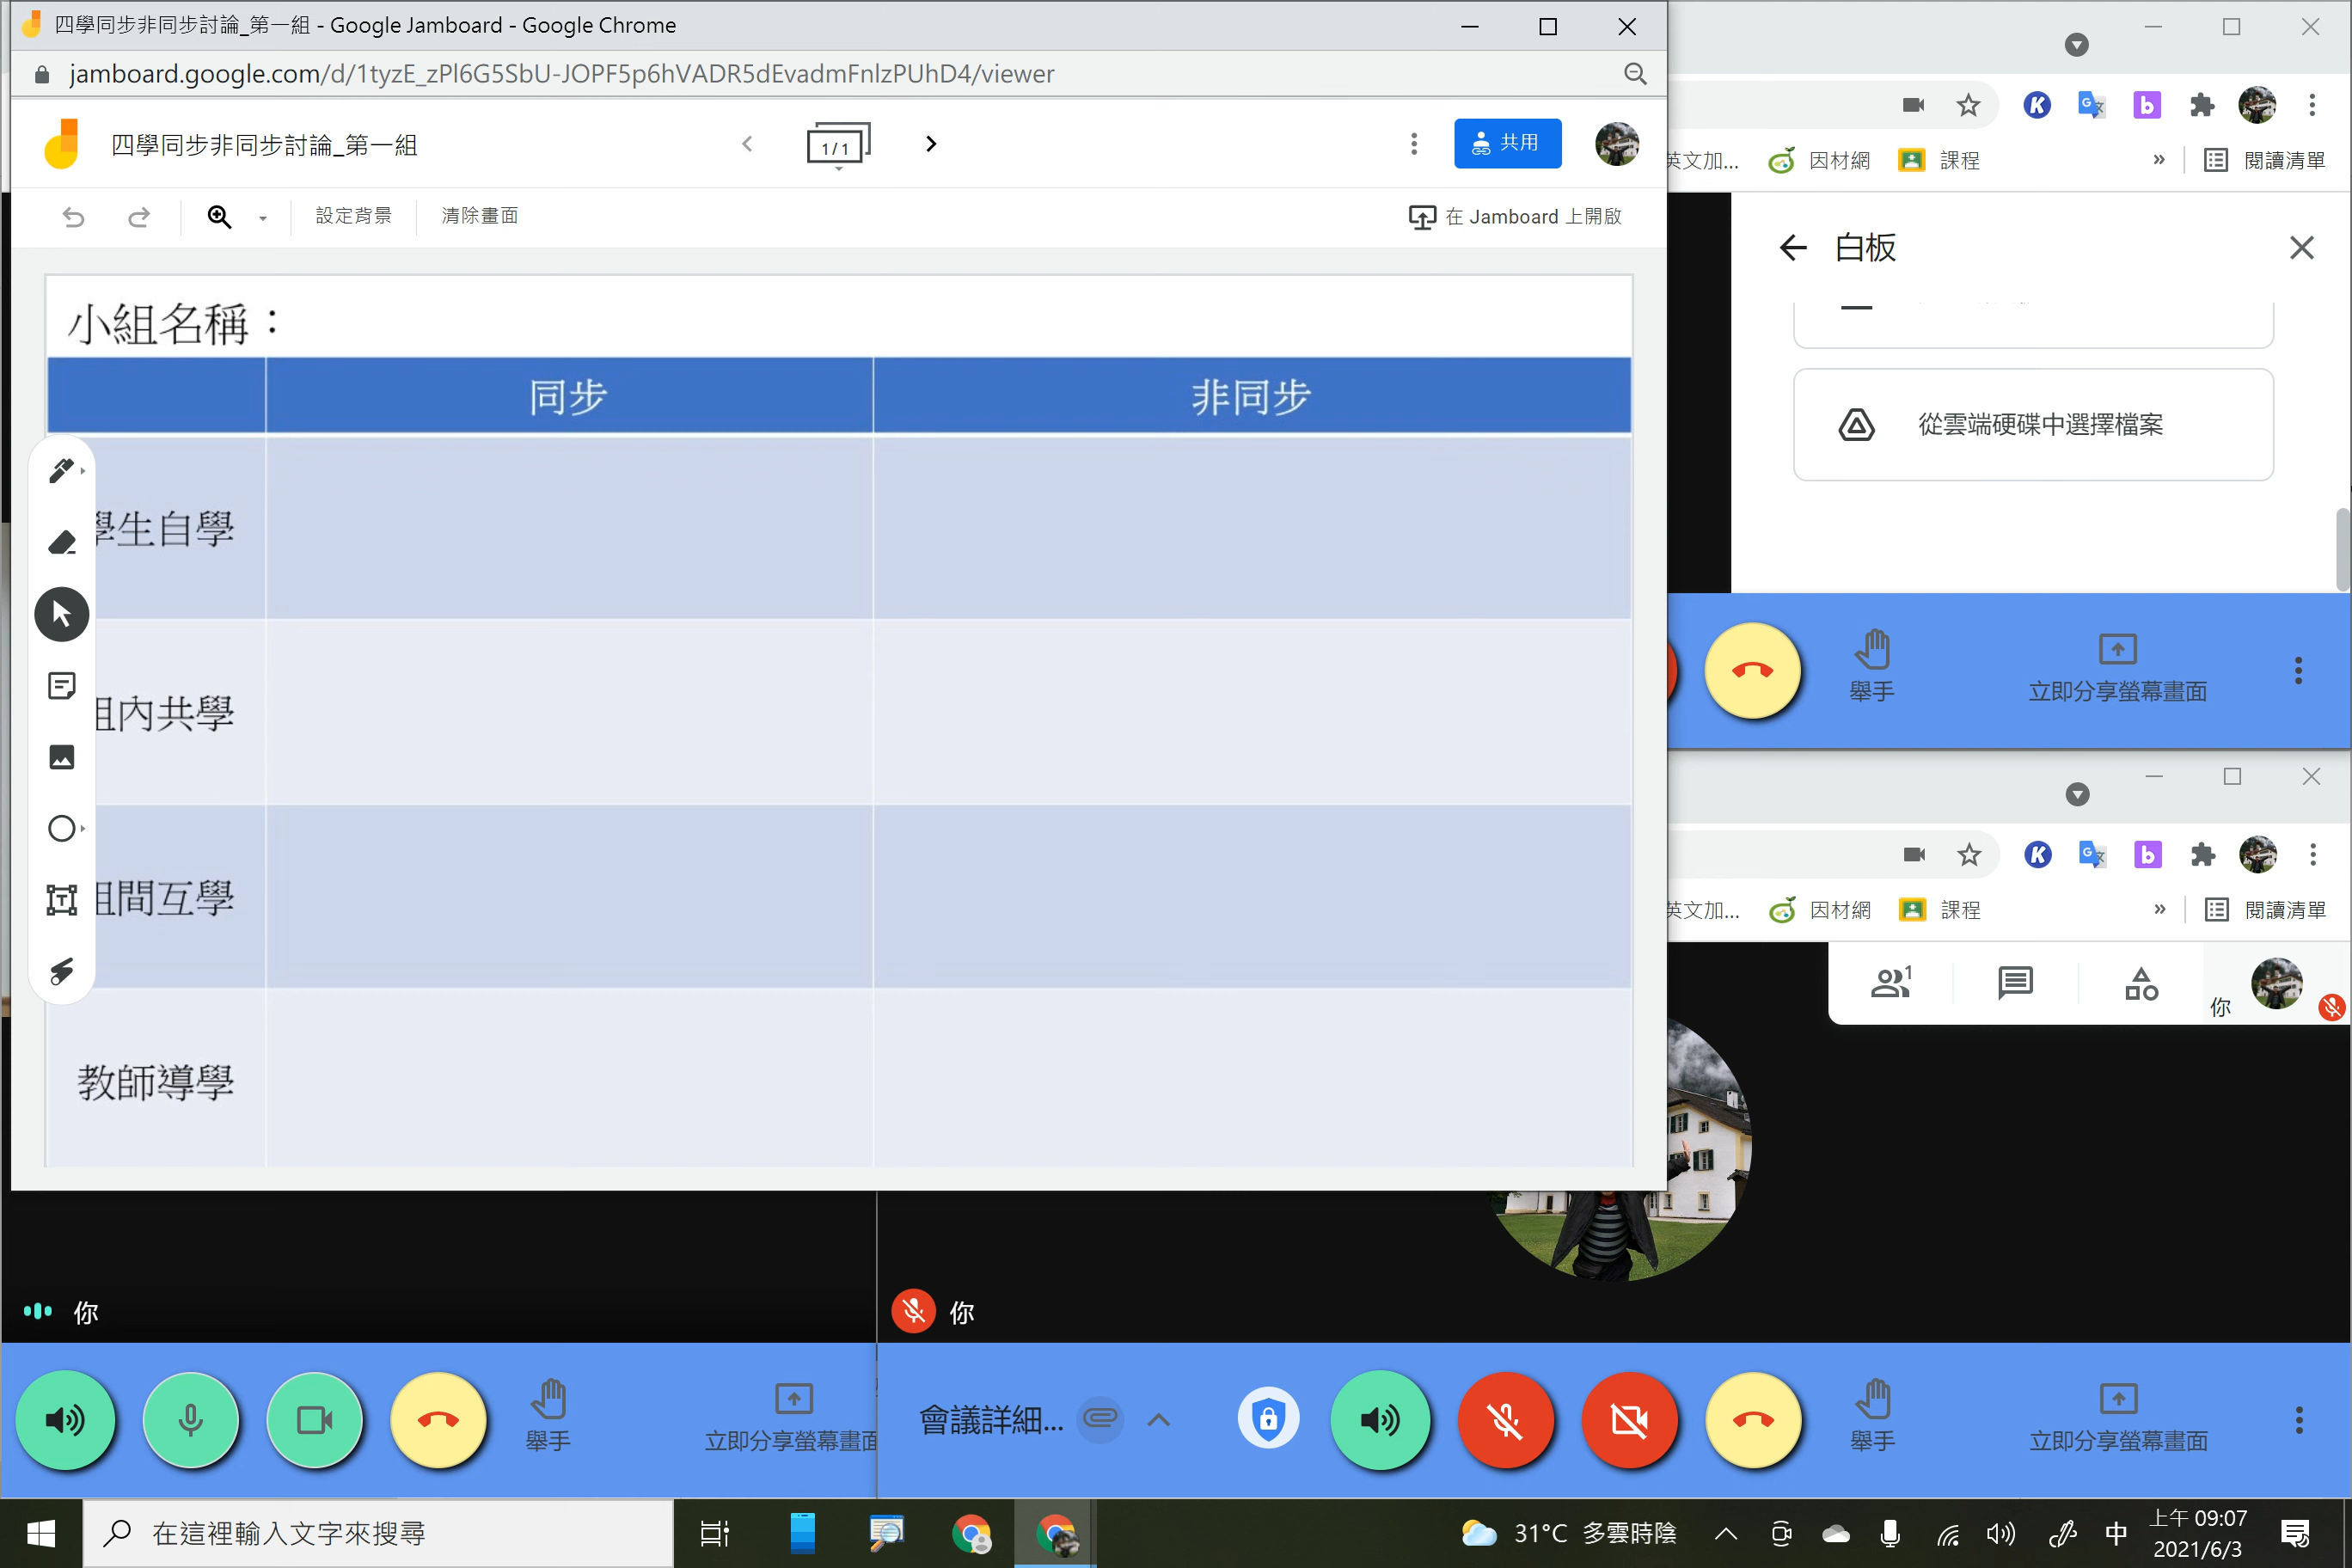 四學同步非同步討論_第一組 - Google Jamboard - Google Chrome
jamboard.google.com/d/1tyzE_zPl6G5SbU-JOPF5p6hVADR5dEvadmFnlzPUhD4/viewer
四學同步非同步討論_第一組
1 / 1
共用
設定背景
清除畫面
在 Jamboard 上開啟
小組名稱：
同步
非同步
學生自學
組內共學
組間互學
教師導學
英文加...
因材網
課程
»
閱讀清單
白板
從雲端硬碟中選擇檔案
舉手
立即分享螢幕畫面
英文加...
因材網
課程
»
閱讀清單
1
你
你
你
舉手
立即分享螢幕畫面
會議詳細...
舉手
立即分享螢幕畫面
在這裡輸入文字來搜尋
31°C 多雲時陰
中
上午 09:07
2021/6/3